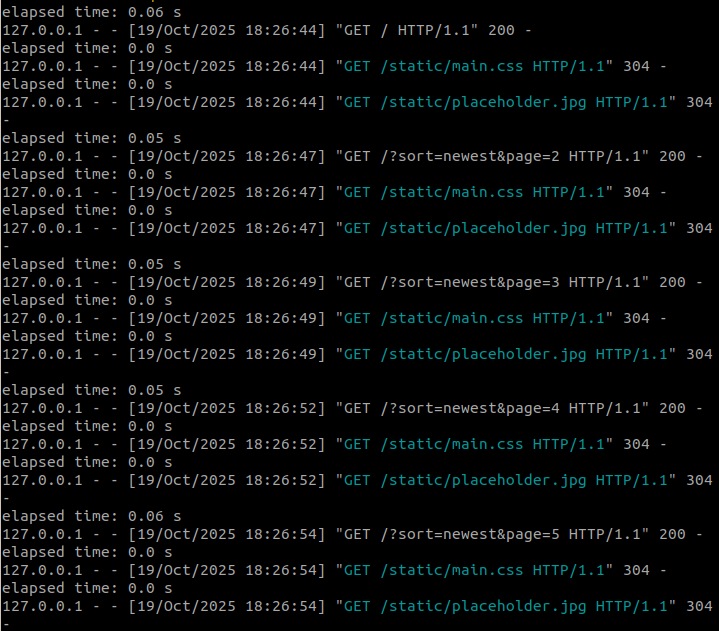 elapsed time: 0.06 s
127.0.0.1 - - [19/Oct/2025 18:26:44] "GET / HTTP/1.1" 200 -
elapsed time: 0.0 s
127.0.0.1 - - [19/Oct/2025 18:26:44] "GET /static/main.css HTTP/1.1" 304 -
elapsed time: 0.0 s
127.0.0.1 - - [19/Oct/2025 18:26:44] "GET /static/placeholder.jpg HTTP/1.1" 304
-
elapsed time: 0.05 s
127.0.0.1 - - [19/Oct/2025 18:26:47] "GET /?sort=newest&page=2 HTTP/1.1" 200 -
elapsed time: 0.0 s
127.0.0.1 - - [19/Oct/2025 18:26:47] "GET /static/main.css HTTP/1.1" 304 -
elapsed time: 0.0 s
127.0.0.1 - - [19/Oct/2025 18:26:47] "GET /static/placeholder.jpg HTTP/1.1" 304
-
elapsed time: 0.05 s
127.0.0.1 - - [19/Oct/2025 18:26:49] "GET /?sort=newest&page=3 HTTP/1.1" 200 -
elapsed time: 0.0 s
127.0.0.1 - - [19/Oct/2025 18:26:49] "GET /static/main.css HTTP/1.1" 304 -
elapsed time: 0.0 s
127.0.0.1 - - [19/Oct/2025 18:26:49] "GET /static/placeholder.jpg HTTP/1.1" 304
-
elapsed time: 0.05 s
127.0.0.1 - - [19/Oct/2025 18:26:52] "GET /?sort=newest&page=4 HTTP/1.1" 200 -
elapsed time: 0.0 s
127.0.0.1 - - [19/Oct/2025 18:26:52] "GET /static/main.css HTTP/1.1" 304 -
elapsed time: 0.0 s
127.0.0.1 - - [19/Oct/2025 18:26:52] "GET /static/placeholder.jpg HTTP/1.1" 304
-
elapsed time: 0.06 s
127.0.0.1 - - [19/Oct/2025 18:26:54] "GET /?sort=newest&page=5 HTTP/1.1" 200 -
elapsed time: 0.0 s
127.0.0.1 - - [19/Oct/2025 18:26:54] "GET /static/main.css HTTP/1.1" 304 -
elapsed time: 0.0 s
127.0.0.1 - - [19/Oct/2025 18:26:54] "GET /static/placeholder.jpg HTTP/1.1" 304
-